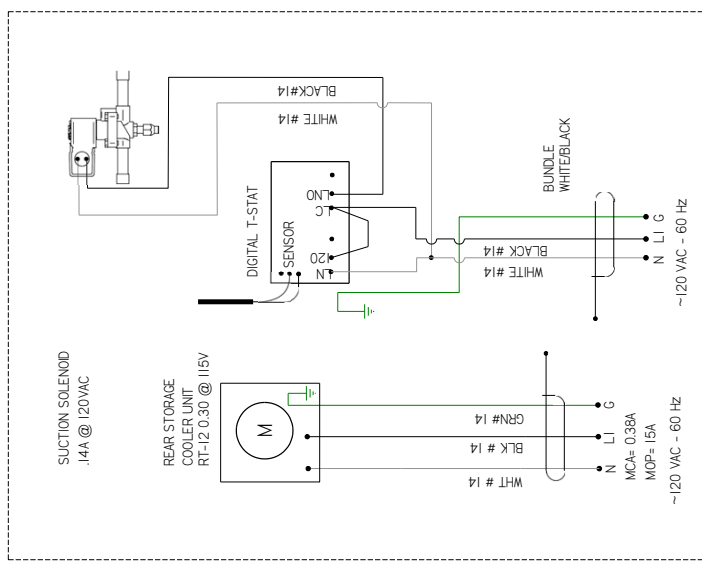 SUCTION SOLENOID
.14A @ 120VAC
REAR STORAGE
COOLER UNIT
RT-12 0.30 @ 115V
M
WHT # 14
BLK # 14
GRN# 14
N
L1
G
MCA= 0.38A
MOP= 15A
~120 VAC - 60 Hz
DIGITAL T-STAT
SENSOR
LN
120
LC
LNO
WHITE #14
BLACK#14
WHITE #14
BLACK #14
BUNDLE
WHITE/BLACK
N
L1
G
~120 VAC - 60 Hz